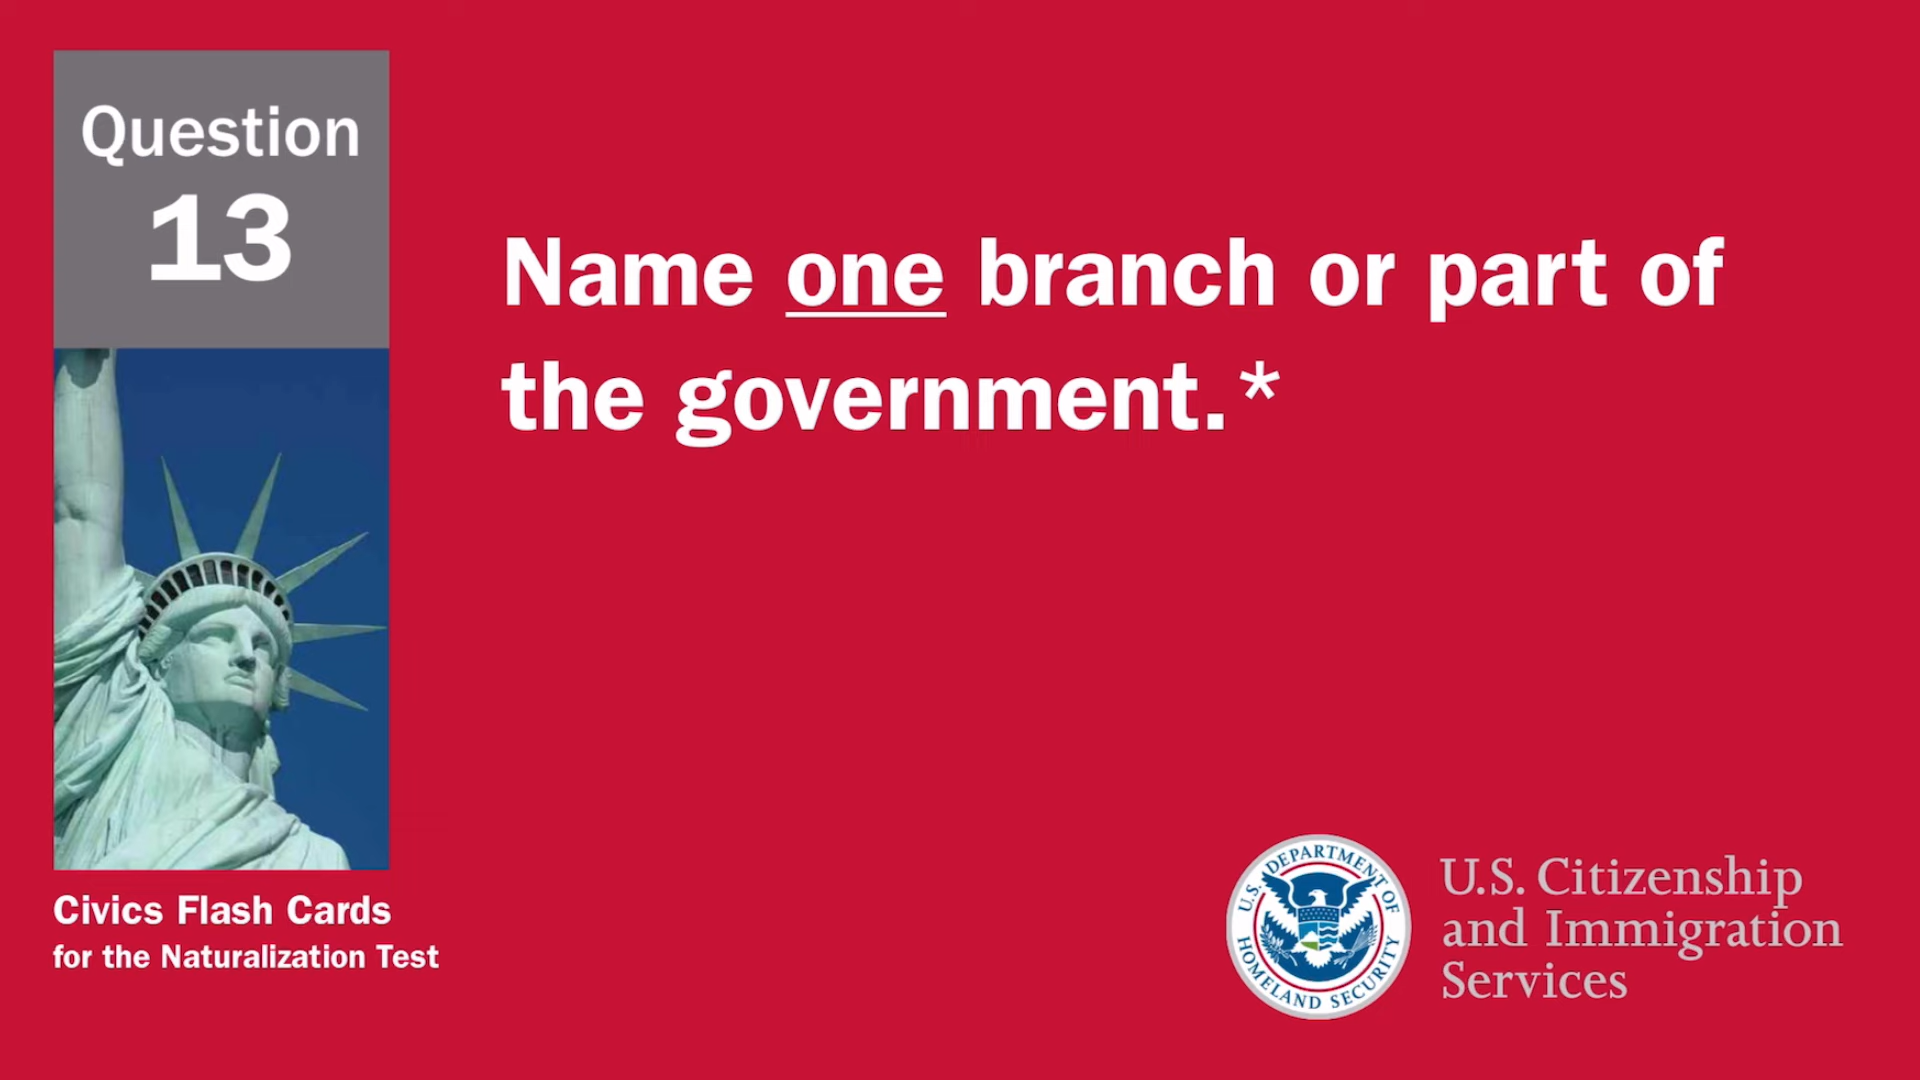 Question
13
Name one branch or part of
the government.*
Civics Flash Cards
for the Naturalization Test
U.S. DEPARTMENT OF
HOMELAND SECURITY
U.S. Citizenship
and Immigration
Services